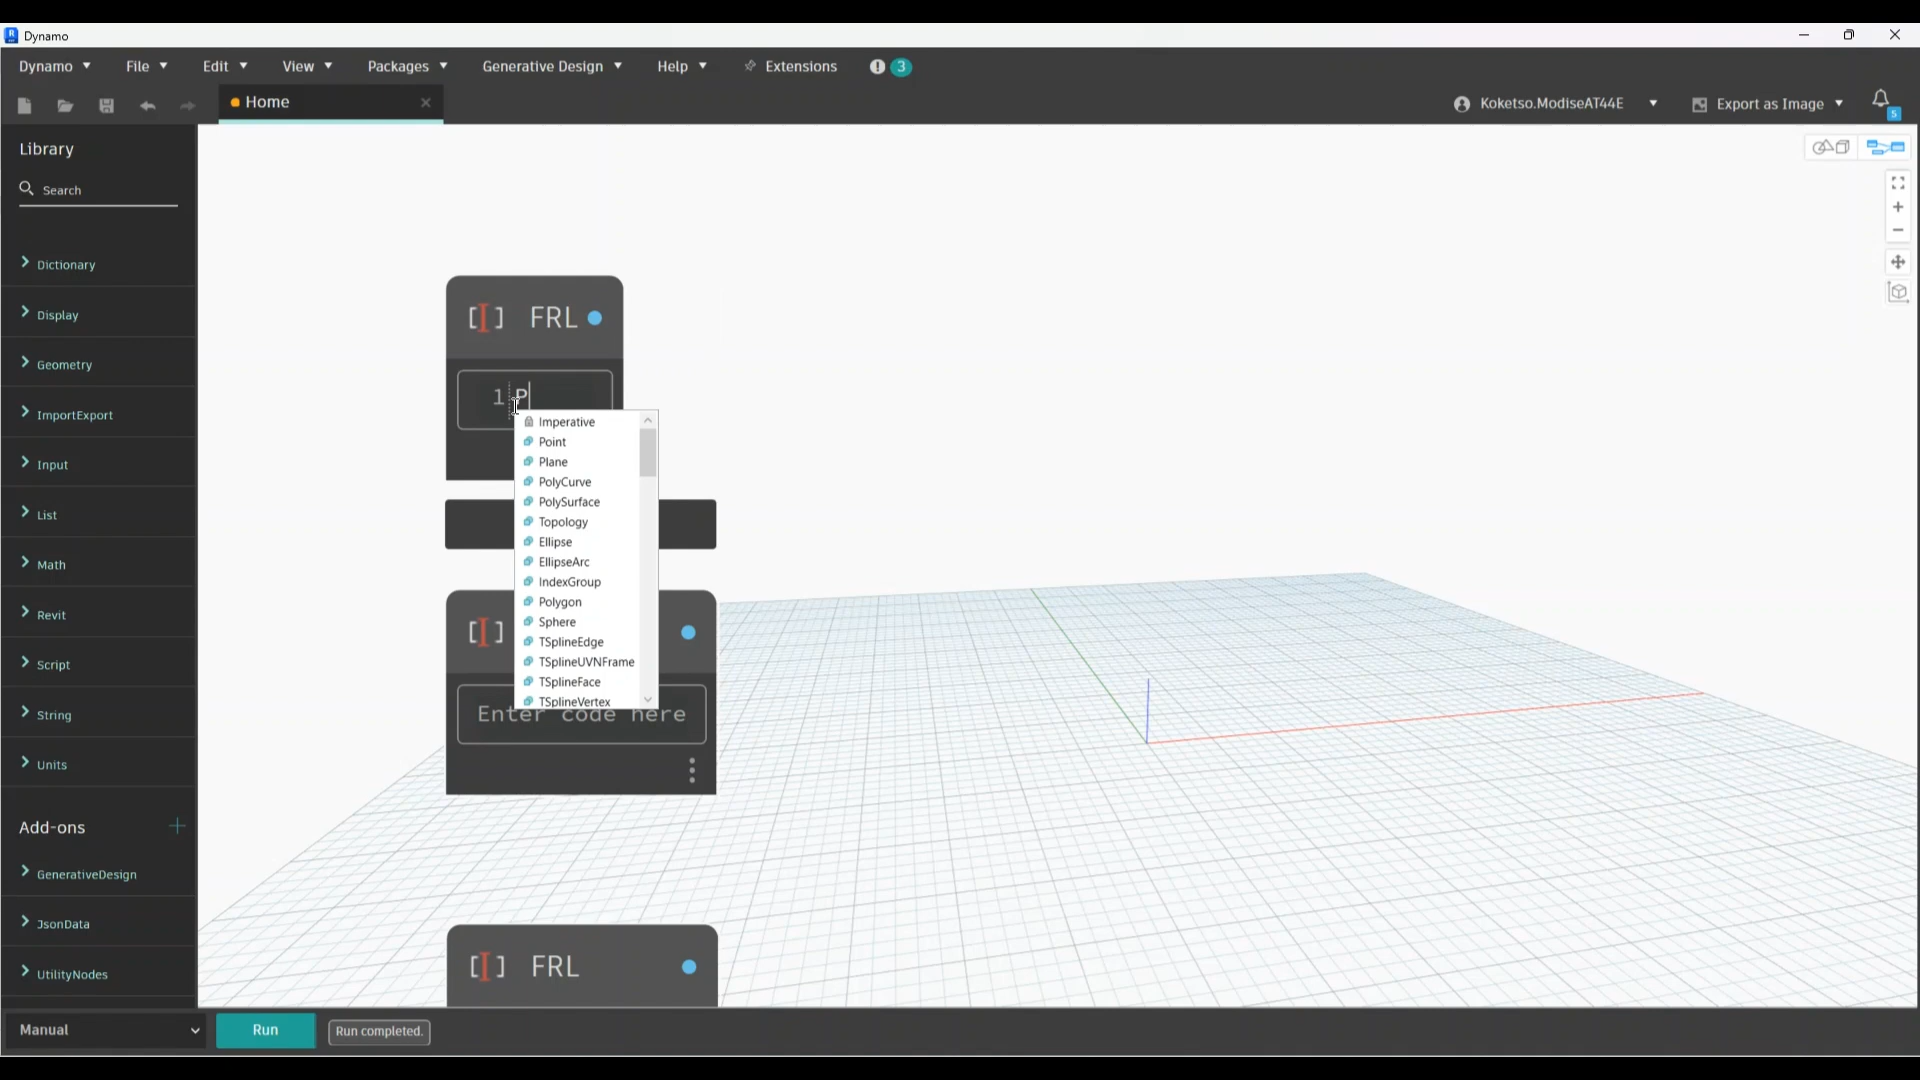 Dynamo
Dynamo File Edit View Packages Generative Design Help Extensions 3
Home Koketso.ModiseAT44E Export as Image 5
Library
Search
Dictionary
Display
Geometry
ImportExport
Input
List
Math
Revit
Script
String
Units
Add-ons
GenerativeDesign
JsonData
UtilityNodes
FRL
1 P
Imperative
Point
Plane
PolyCurve
PolySurface
Topology
Ellipse
EllipseArc
IndexGroup
Polygon
Sphere
TSplineEdge
TSplineUVNFrame
TSplineFace
TSplineVertex
Enter code here
FRL
Manual Run Run completed.